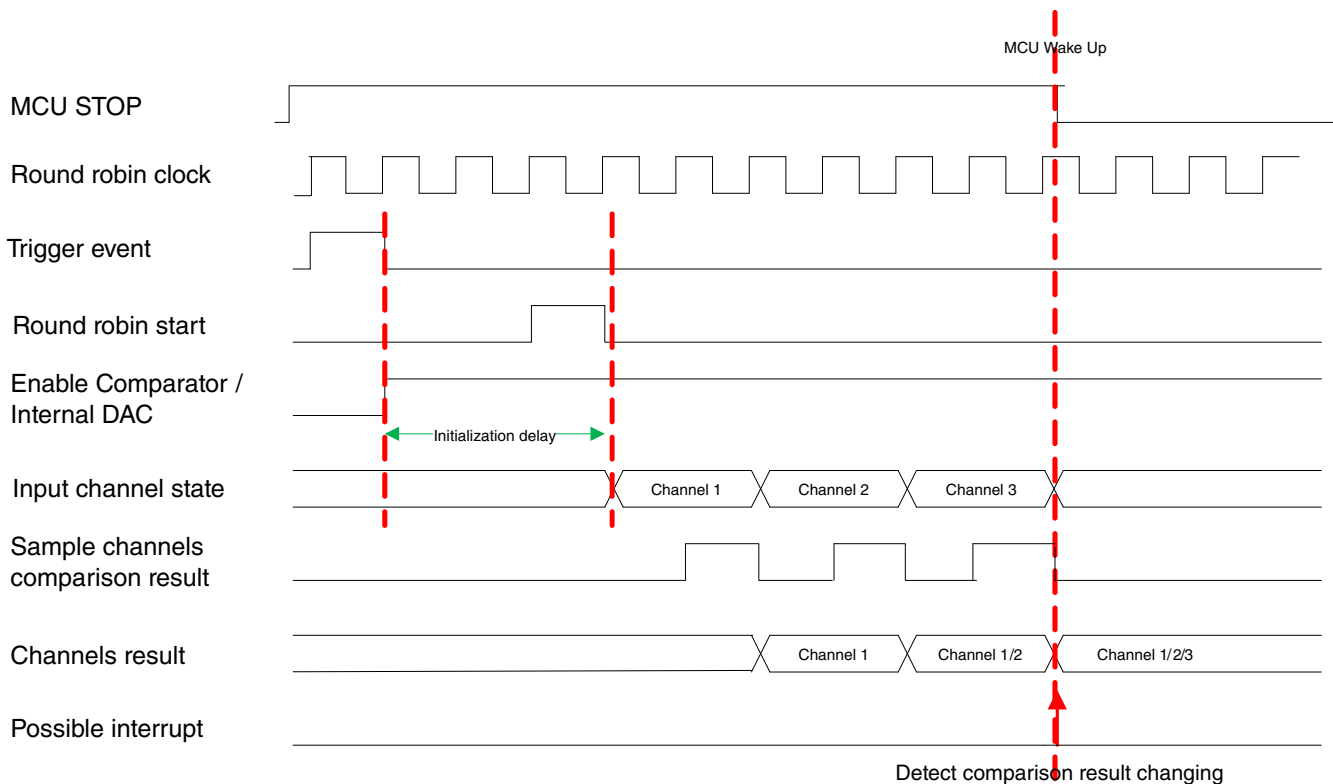 MCU Wake Up
MCU STOP
Round robin clock
Trigger event
Round robin start
Enable Comparator /
Internal DAC
Initialization delay
Input channel state
Channel 1
Channel 2
Channel 3
Sample channels
comparison result
Channels result
Channel 1
Channel 1/2
Channel 1/2/3
Possible interrupt
Detect comparison result changing